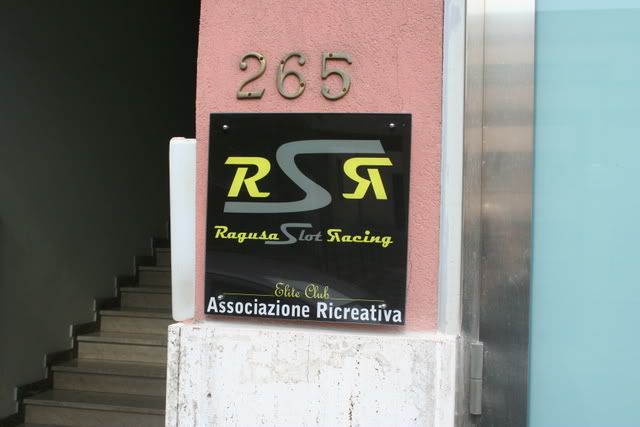 265
RSR
Ragusa Slot Racing
Elite Club
Associazione Ricreativa